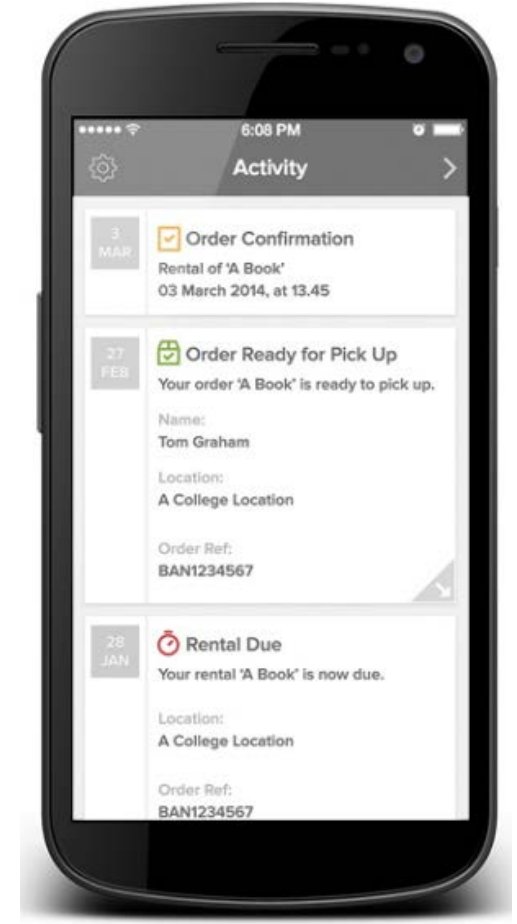 6:08 PM
Activity
3
MAR
Order Confirmation
Rental of 'A Book'
03 March 2014, at 13.45
27
FEB
Order Ready for Pick Up
Your order 'A Book' is ready to pick up.
Name:
Tom Graham
Location:
A College Location
Order Ref:
BAN1234567
28
JAN
Rental Due
Your rental 'A Book' is now due.
Location:
A College Location
Order Ref:
BAN1234567